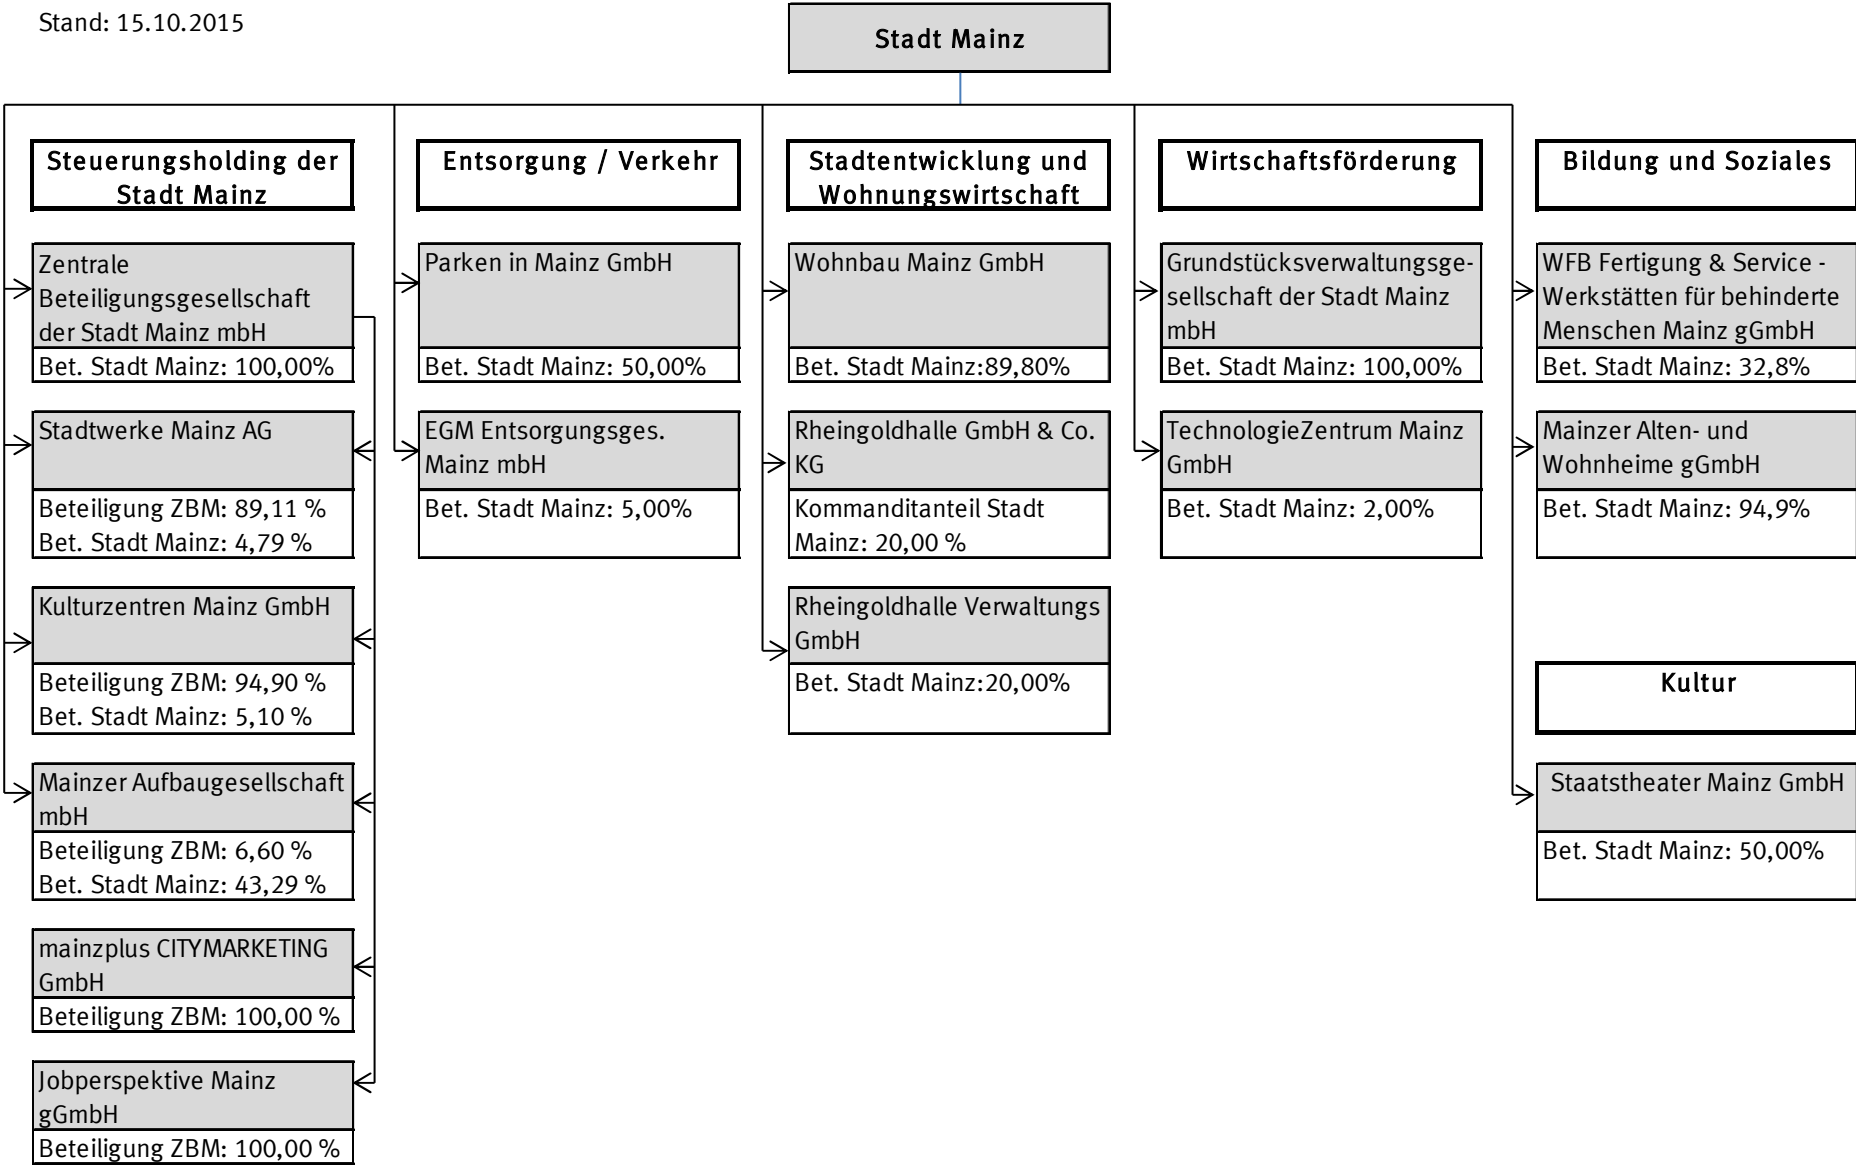 Stand: 15.10.2015
Stadt Mainz
Steuerungsholding der
Stadt Mainz
Zentrale
Beteiligungsgesellschaft
der Stadt Mainz mbH
Bet. Stadt Mainz: 100,00%
Stadtwerke Mainz AG
Beteiligung ZBM: 89,11 %
Bet. Stadt Mainz: 4,79 %
Kulturzentren Mainz GmbH
Beteiligung ZBM: 94,90 %
Bet. Stadt Mainz: 5,10 %
Mainzer Aufbaugesellschaft
mbH
Beteiligung ZBM: 6,60 %
Bet. Stadt Mainz: 43,29 %
mainzplus CITYMARKETING
GmbH
Beteiligung ZBM: 100,00 %
Jobperspektive Mainz
gGmbH
Beteiligung ZBM: 100,00 %
Entsorgung / Verkehr
Parken in Mainz GmbH
Bet. Stadt Mainz: 50,00%
EGM Entsorgungsges.
Mainz mbH
Bet. Stadt Mainz: 5,00%
Stadtentwicklung und
Wohnungswirtschaft
Wohnbau Mainz GmbH
Bet. Stadt Mainz:89,80%
Rheingoldhalle GmbH & Co.
KG
Kommanditanteil Stadt
Mainz: 20,00 %
Rheingoldhalle Verwaltungs
GmbH
Bet. Stadt Mainz:20,00%
Wirtschaftsförderung
Grundstücksverwaltungsge-
sellschaft der Stadt Mainz
mbH
Bet. Stadt Mainz: 100,00%
TechnologieZentrum Mainz
GmbH
Bet. Stadt Mainz: 2,00%
Bildung und Soziales
WFB Fertigung & Service -
Werkstätten für behinderte
Menschen Mainz gGmbH
Bet. Stadt Mainz: 32,8%
Mainzer Alten- und
Wohnheime gGmbH
Bet. Stadt Mainz: 94,9%
Kultur
Staatstheater Mainz GmbH
Bet. Stadt Mainz: 50,00%